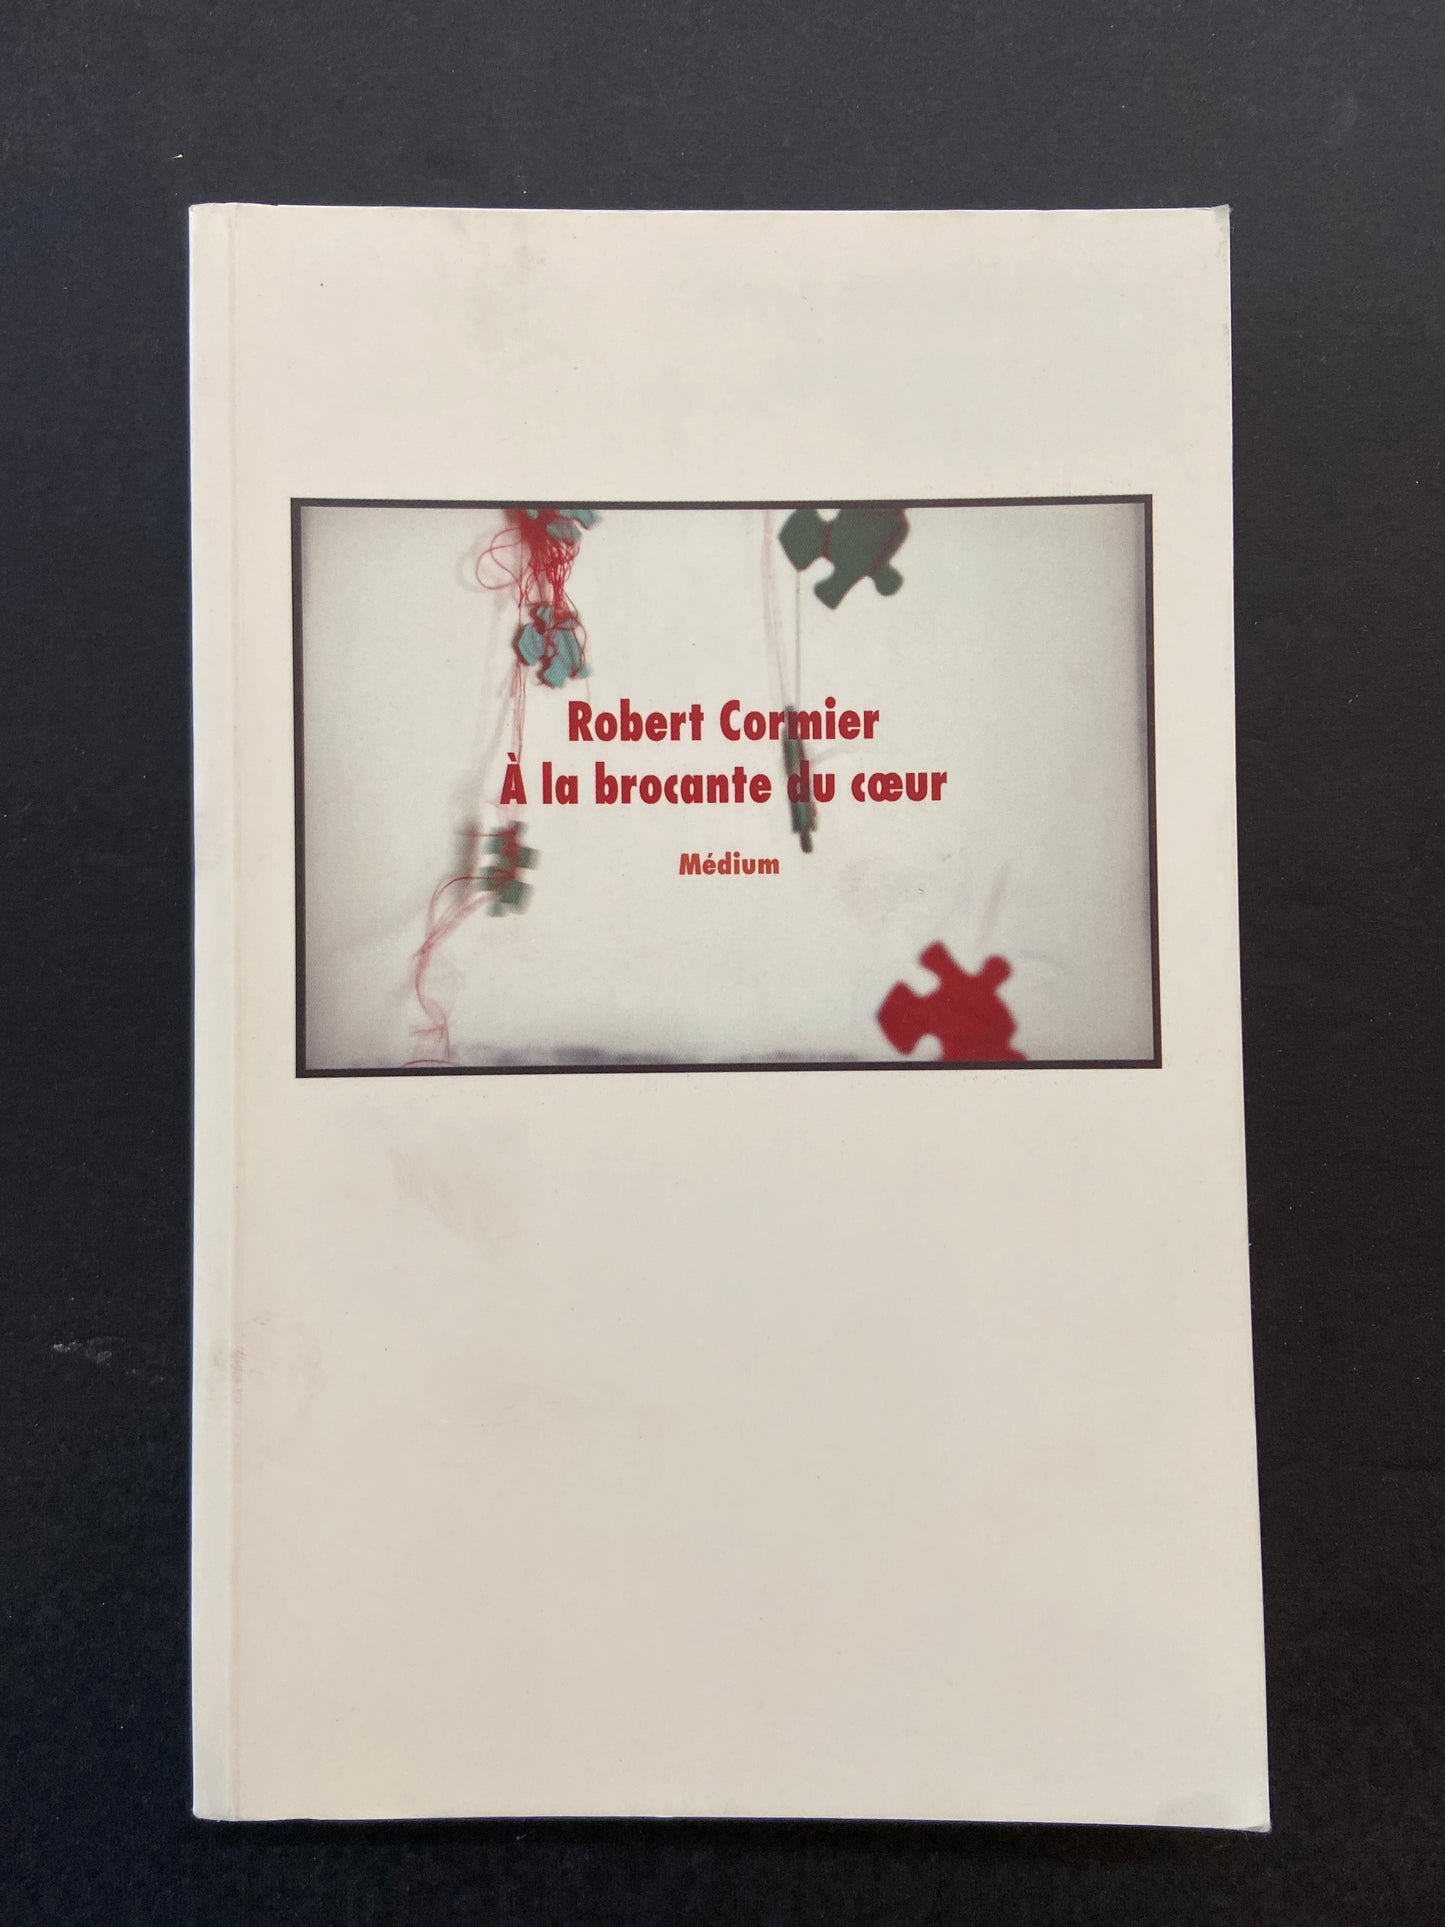 Robert Cormier
À la brocante du cœur
Médium